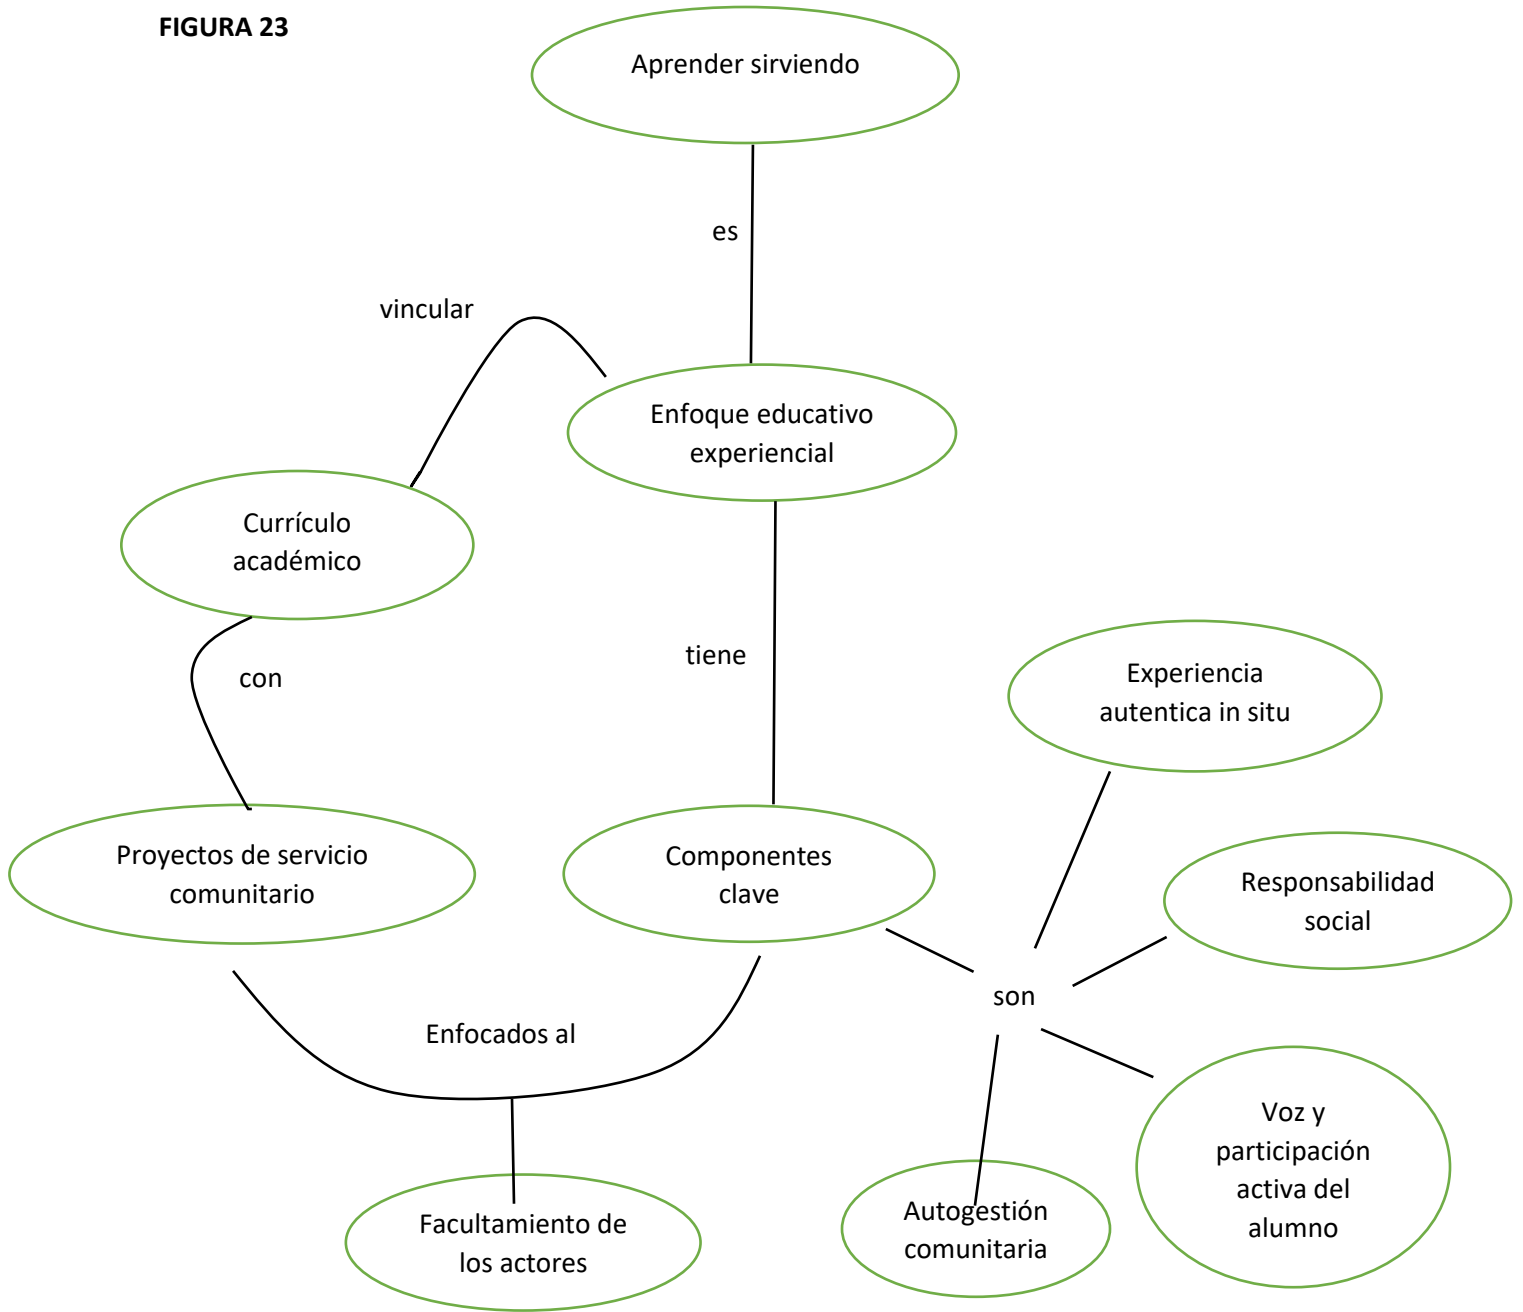 FIGURA 23
Aprender sirviendo
es
vincular
Enfoque educativo
experiencial
Currículo
académico
con
tiene
Experiencia
autentica in situ
Proyectos de servicio
comunitario
Componentes
clave
Responsabilidad
social
son
Enfocados al
Voz y
participación
activa del
alumno
Facultamiento de
los actores
Autogestión
comunitaria